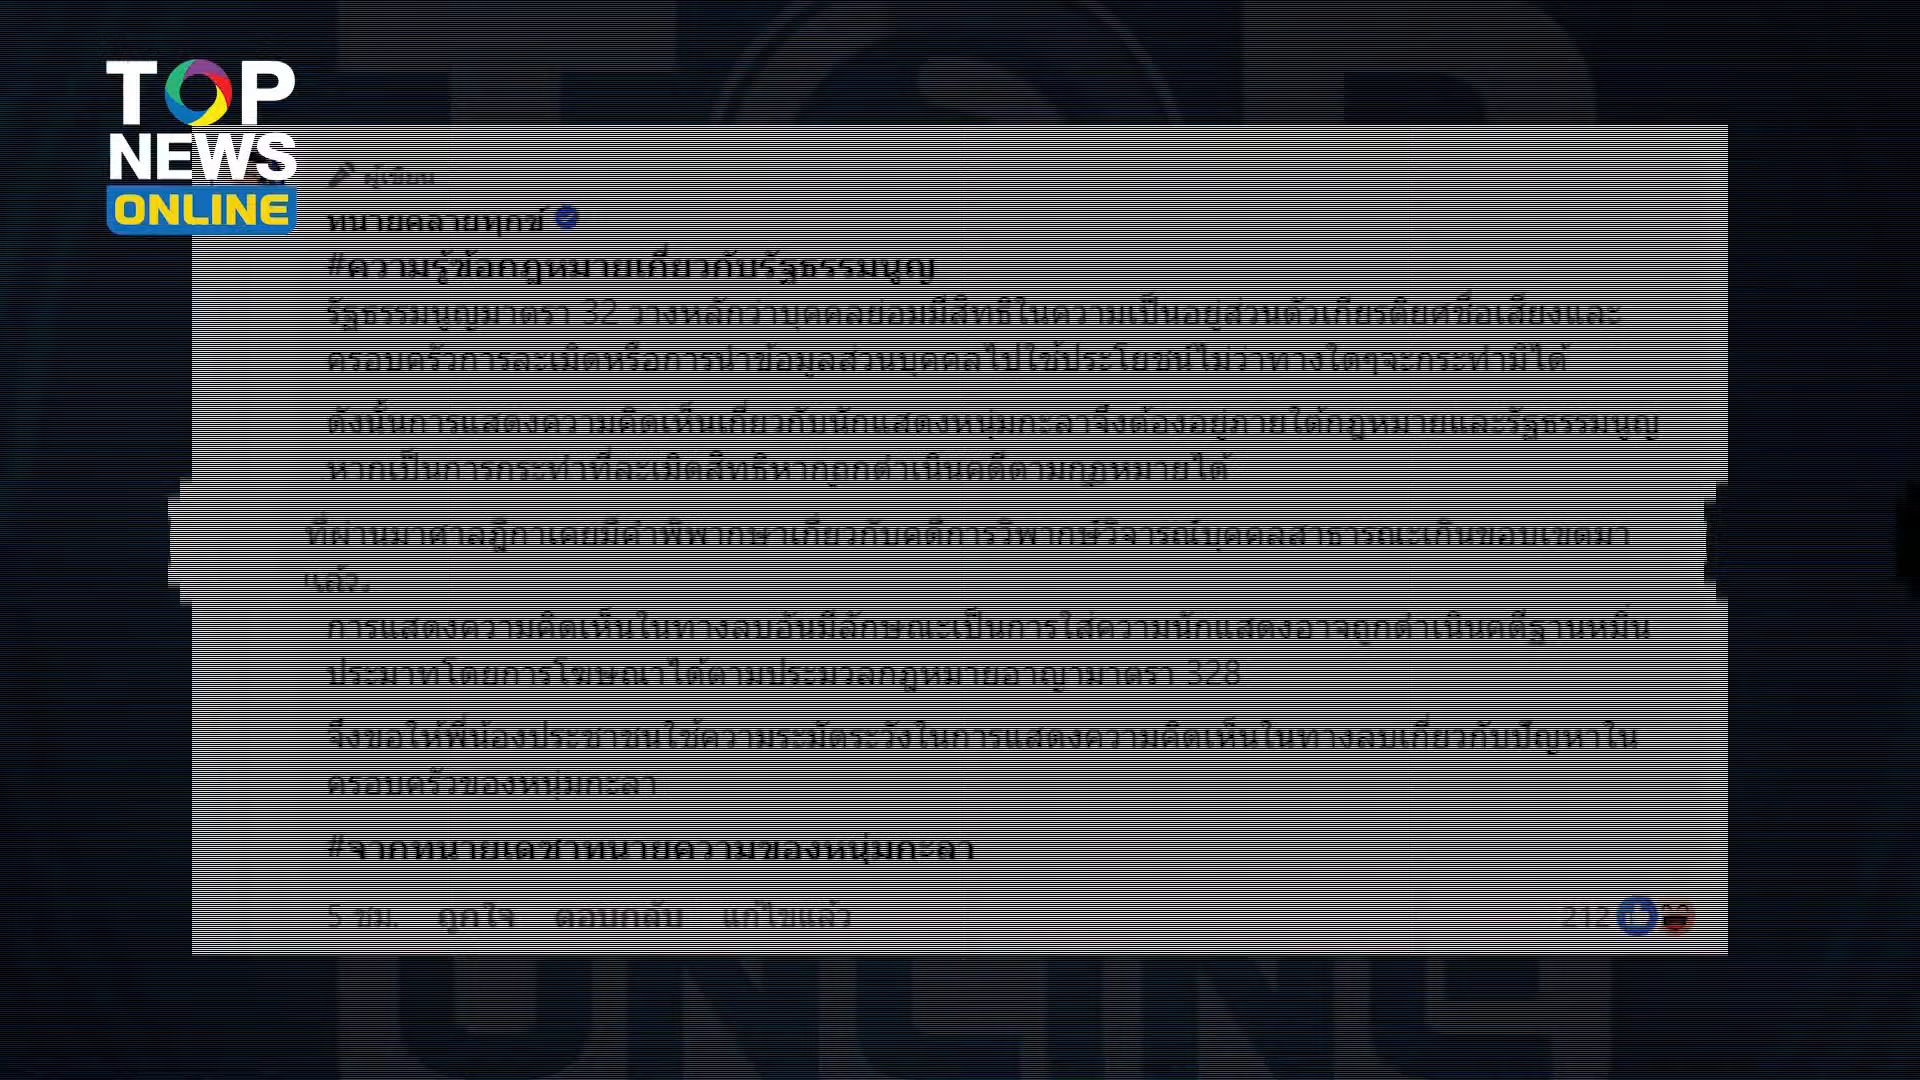 TOP
NEWS
ONLINE
ผู้เขียน
ทนายคลายทุกข์
#ความรู้ข้อกฎหมายเกี่ยวกับรัฐธรรมนูญ
รัฐธรรมนูญมาตรา 32 วางหลักว่าบุคคลย่อมมีสิทธิในความเป็นอยู่ส่วนตัวเกียรติยศชื่อเสียงและ
ครอบครัวการละเมิดหรือการนำข้อมูลส่วนบุคคลไปใช้ประโยชน์ไม่ว่าทางใดๆจะกระทำมิได้
ดังนั้นการแสดงความคิดเห็นเกี่ยวกับนักแสดงหนุ่มกะลาจึงต้องอยู่ภายใต้กฎหมายและรัฐธรรมนูญ
หากเป็นการกระทำที่ละเมิดสิทธิหากถูกดำเนินคดีตามกฎหมายได้
ที่ผ่านมาศาลฎีกาเคยมีคำพิพากษาเกี่ยวกับคดีการวิพากษ์วิจารณ์บุคคลสาธารณะเกินขอบเขตมา
แล้ว.
การแสดงความคิดเห็นในทางลบอันมีลักษณะเป็นการใส่ความนักแสดงอาจถูกดำเนินคดีฐานหมิ่น
ประมาทโดยการโฆษณาได้ตามประมวลกฎหมายอาญามาตรา 328
จึงขอให้พี่น้องประชาชนใช้ความระมัดระวังในการแสดงความคิดเห็นในทางลบเกี่ยวกับปัญหาใน
ครอบครัวของหนุ่มกะลา
#จากทนายเดชาทนายความของหนุ่มกะลา
5 ชม. ถูกใจ ตอบกลับ แก้ไขแล้ว 212